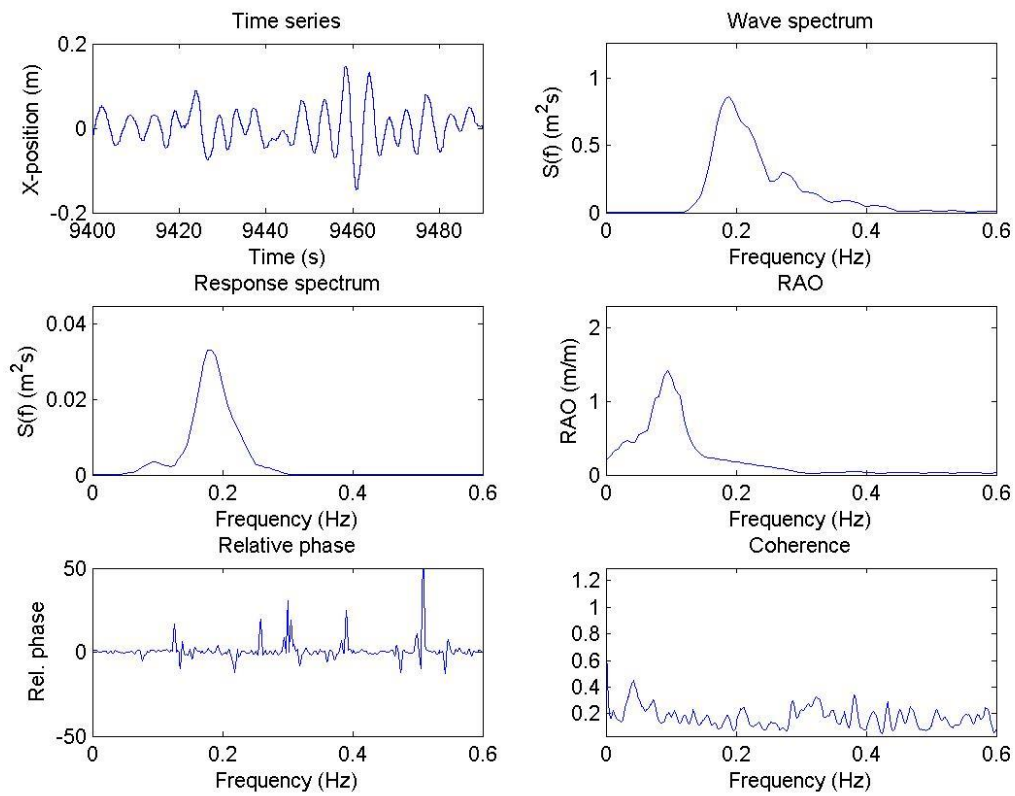 Time series
0.2
0
-0.2
X-position (m)
9400 9420 9440 9460 9480
Time (s)
Wave spectrum
1
0.5
0
S(f) (m²s)
0 0.2 0.4 0.6
Frequency (Hz)
Response spectrum
0.04
0.02
0
S(f) (m²s)
0 0.2 0.4 0.6
Frequency (Hz)
RAO
2
1
0
RAO (m/m)
0 0.2 0.4 0.6
Frequency (Hz)
Relative phase
50
0
-50
Rel. phase
0 0.2 0.4 0.6
Frequency (Hz)
Coherence
1.2
1
0.8
0.6
0.4
0.2
0 0.2 0.4 0.6
Frequency (Hz)